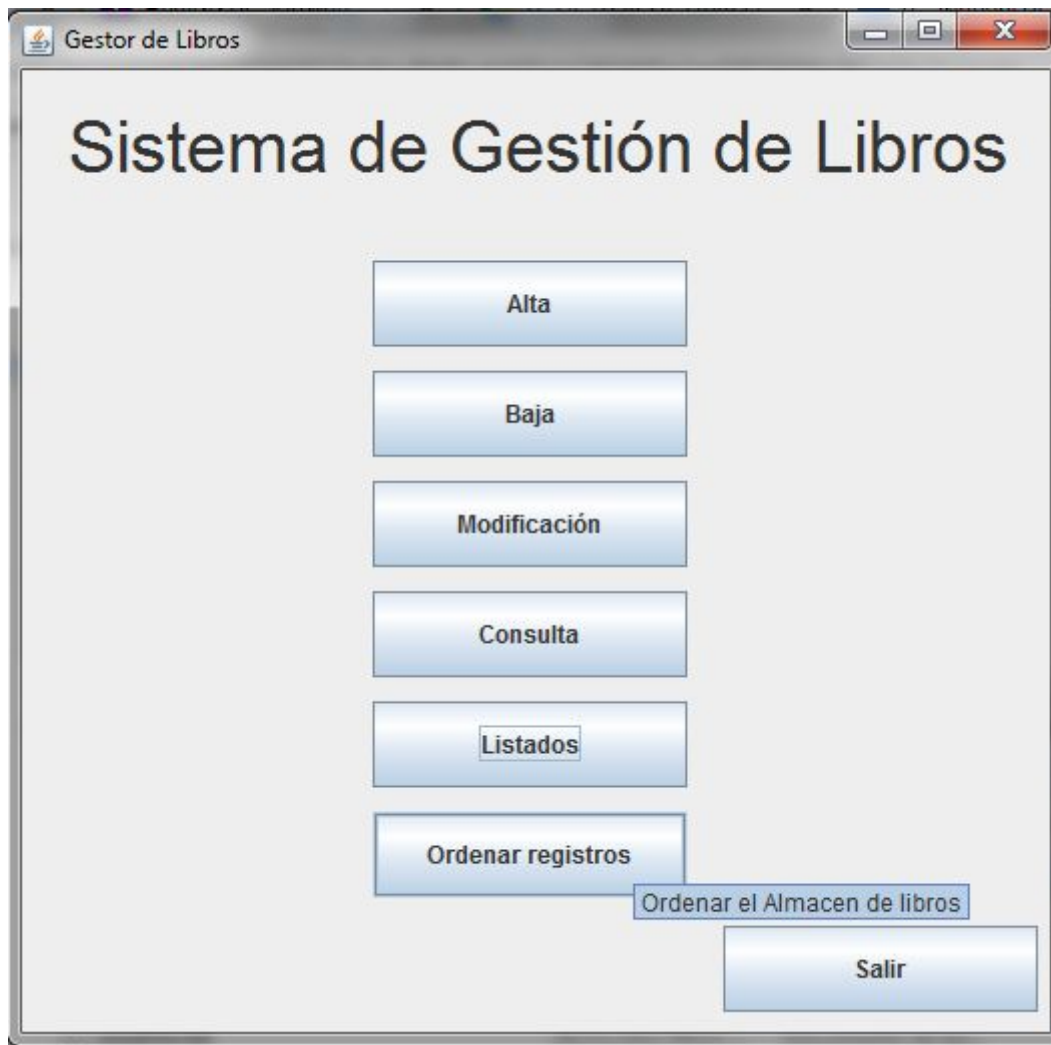 Gestor de Libros
Sistema de Gestión de Libros
Alta
Baja
Modificación
Consulta
Listados
Ordenar registros
Ordenar el Almacen de libros
Salir